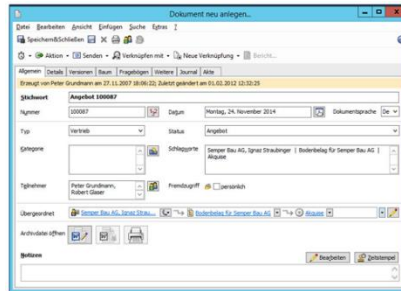 Dokument neu anlegen...
Datei Bearbeiten Ansicht Einfügen Suche Extras ?
Speichern&Schließen
Aktion Senden Verknüpfen mit Neue Verknüpfung Bericht...
Allgemein Details Versionen Baum Fragebögen Weitere Journal Akte
Erzeugt von Peter Grundmann am 27.11.2007 18:06:22; Zuletzt geändert am 01.02.2012 12:32:25
Stichwort Angebot 100087
Nummer 100087 Datum Montag, 24. November 2014 Dokumentsprache De
Typ Vertrieb Status Angebot
Kategorie Schlagworte Semper Bau AG, Ignaz Straubinger | Bodenbelag für Semper Bau AG |
Akquise
Teilnehmer Peter Grundmann, Fremdzugriff persönlich
Robert Glaser
Übergeordnet Semper Bau AG, Ignaz Strau... Bodenbelag für Semper Bau AG Akquise
Archivdatei öffnen
Notizen Bearbeiten Zeitstempel